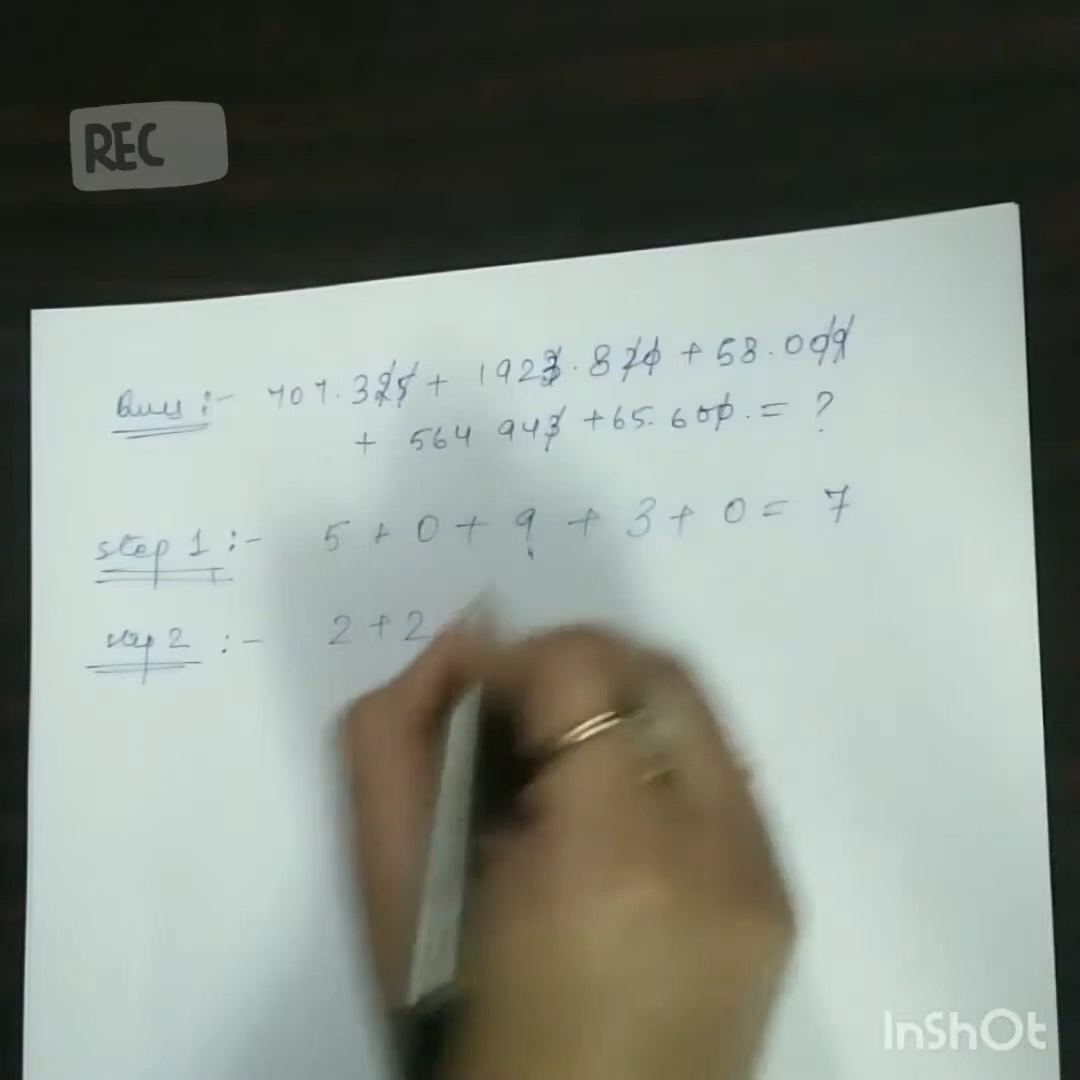 REC
Ques :- 707.325 + 1923.870 + 58.099
+ 564 943 + 65.600. = ?
Step 1 :- 5 + 0 + 9 + 3 + 0 = 7
step 2 :- 2 + 2
InShOt